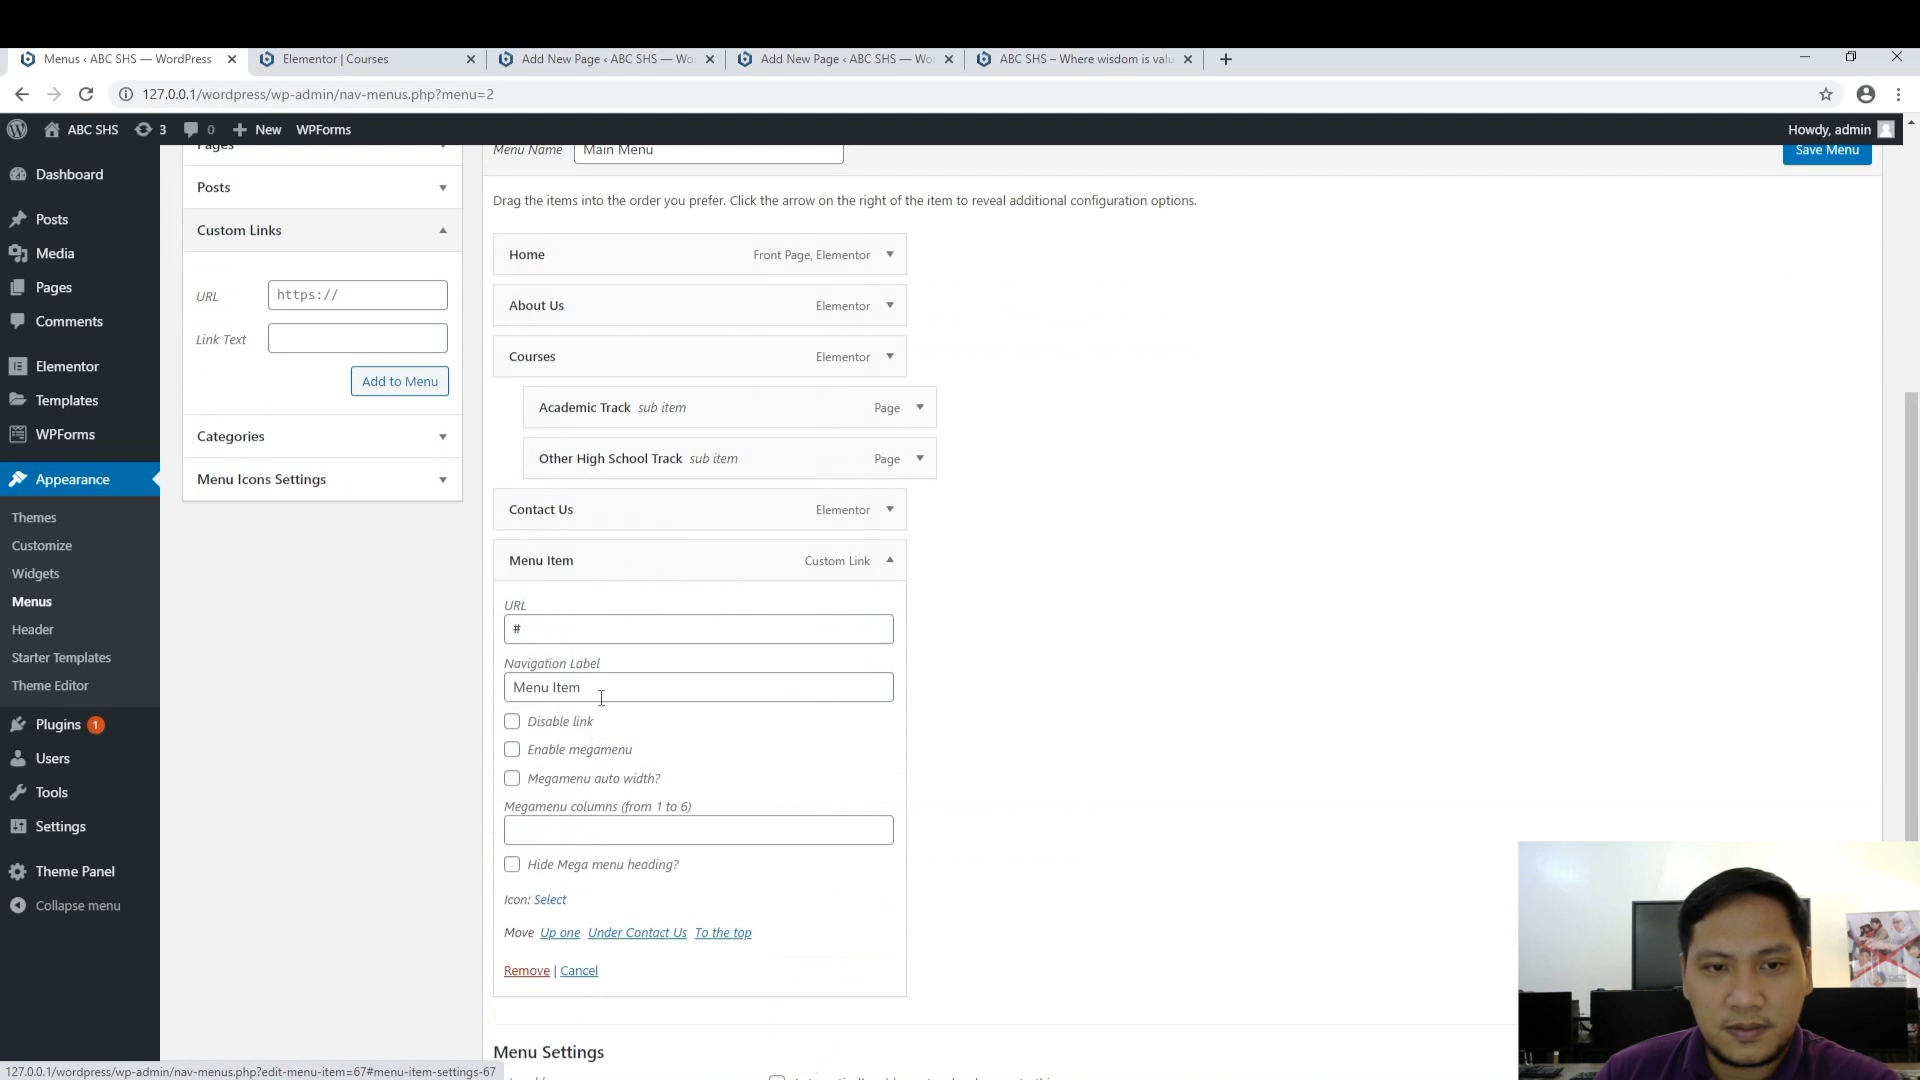 Menus ‹ ABC SHS — WordPress
Elementor | Courses
Add New Page ‹ ABC SHS — Wo
Add New Page ‹ ABC SHS — Wo
ABC SHS – Where wisdom is valu
127.0.0.1/wordpress/wp-admin/nav-menus.php?menu=2
ABC SHS
3
0
New
WPForms
Howdy, admin
Dashboard
Posts
Media
Pages
Comments
Elementor
Templates
WPForms
Appearance
Themes
Customize
Widgets
Menus
Header
Starter Templates
Theme Editor
Plugins 1
Users
Tools
Settings
Theme Panel
Collapse menu
Pages
Posts
Custom Links
URL https://
Link Text
Add to Menu
Categories
Menu Icons Settings
Menu Name Main Menu
Save Menu
Drag the items into the order you prefer. Click the arrow on the right of the item to reveal additional configuration options.
Home Front Page, Elementor
About Us Elementor
Courses Elementor
Academic Track sub item Page
Other High School Track sub item Page
Contact Us Elementor
Menu Item Custom Link
URL
#
Navigation Label
Menu Item
Disable link
Enable megamenu
Megamenu auto width?
Megamenu columns (from 1 to 6)
Hide Mega menu heading?
Icon: Select
Move Up one Under Contact Us To the top
Remove | Cancel
Menu Settings
127.0.0.1/wordpress/wp-admin/nav-menus.php?edit-menu-item=67#menu-item-settings-67